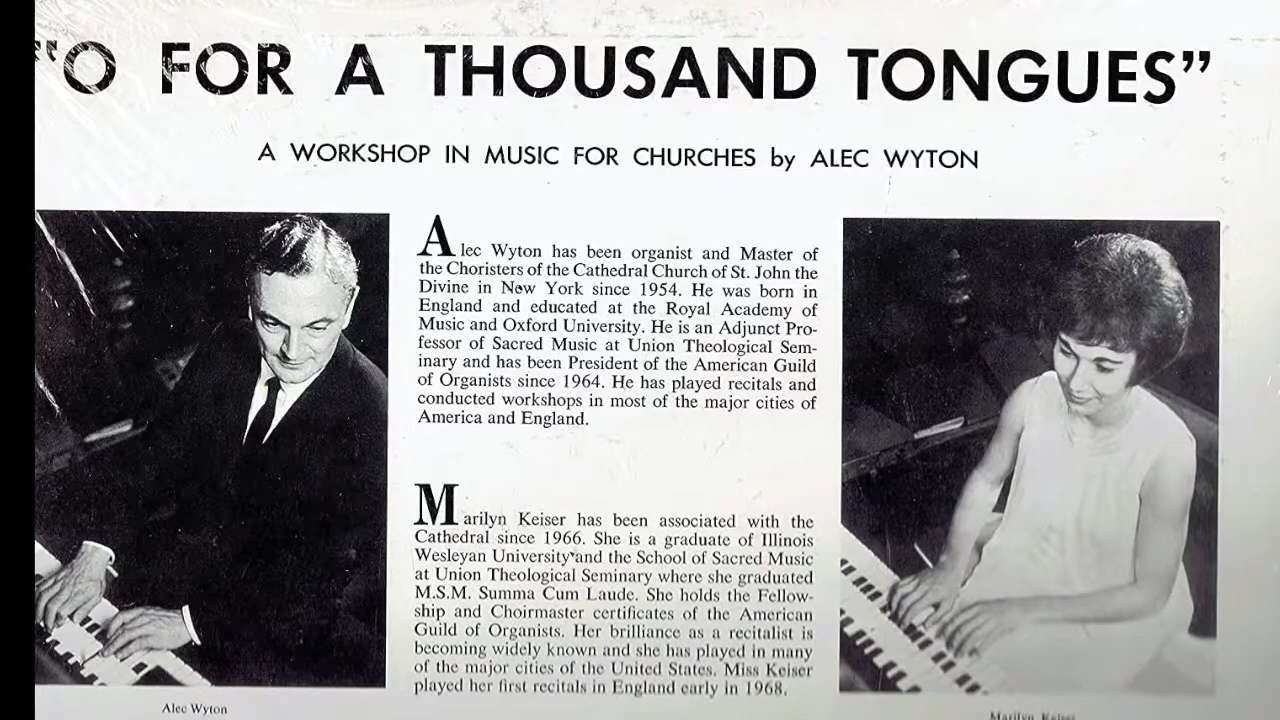 "O FOR A THOUSAND TONGUES"
A WORKSHOP IN MUSIC FOR CHURCHES by ALEC WYTON
Alec Wyton has been organist and Master of
the Choristers of the Cathedral Church of St. John the
Divine in New York since 1954. He was born in
England and educated at the Royal Academy of
Music and Oxford University. He is an Adjunct Pro-
fessor of Sacred Music at Union Theological Sem-
inary and has been President of the American Guild
of Organists since 1964. He has played recitals and
conducted workshops in most of the major cities of
America and England.
Marilyn Keiser has been associated with the
Cathedral since 1966. She is a graduate of Illinois
Wesleyan University and the School of Sacred Music
at Union Theological Seminary where she graduated
M.S.M. Summa Cum Laude. She holds the Fellow-
ship and Choirmaster certificates of the American
Guild of Organists. Her brilliance as a recitalist is
becoming widely known and she has played in many
of the major cities of the United States. Miss Keiser
played her first recitals in England early in 1968.
Alec Wyton
Marilyn Keiser